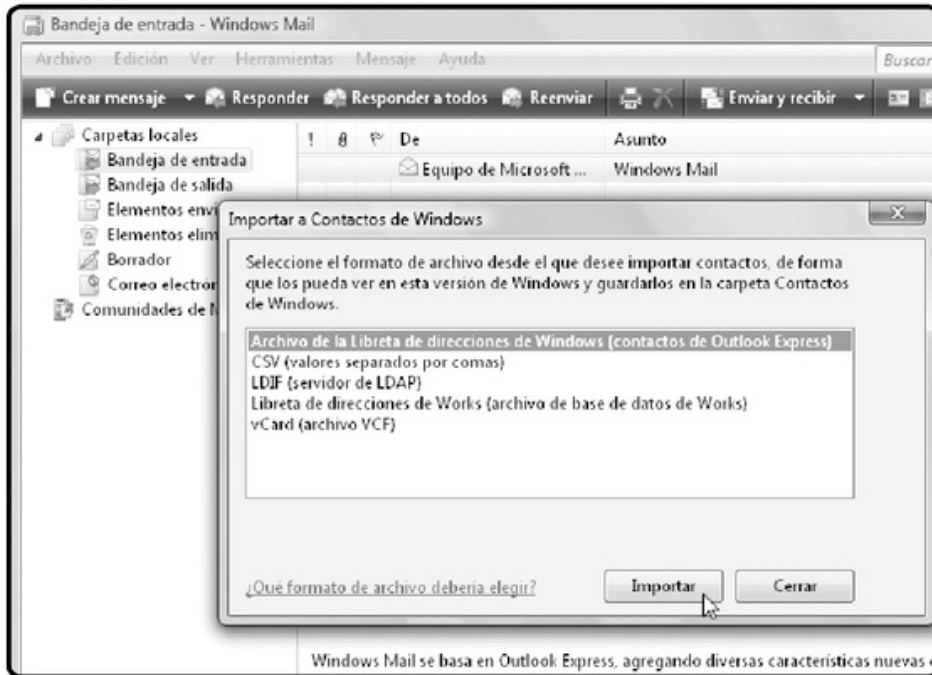 Bandeja de entrada - Windows Mail
Archivo Edición Ver Herramientas Mensaje Ayuda
Buscar
Crear mensaje Responder Responder a todos Reenviar Enviar y recibir
Carpetas locales
! De Asunto
Bandeja de entrada
Equipo de Microsoft ... Windows Mail
Bandeja de salida
Elementos envi
Elementos elim
Borrador
Correo electrón
Comunidades de
Importar a Contactos de Windows
Seleccione el formato de archivo desde el que desee importar contactos, de forma
que los pueda ver en esta versión de Windows y guardarlos en la carpeta Contactos
de Windows.
Archivo de la Libreta de direcciones de Windows (contactos de Outlook Express)
CSV (valores separados por comas)
LDIF (servidor de LDAP)
Libreta de direcciones de Works (archivo de base de datos de Works)
vCard (archivo VCF)
¿Qué formato de archivo debería elegir?
Importar Cerrar
Windows Mail se basa en Outlook Express, agregando diversas características nuevas